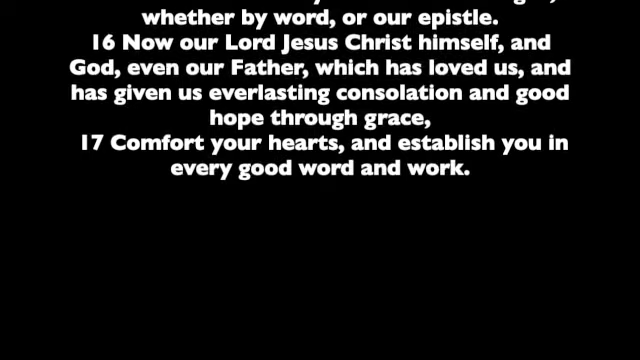 whether by word, or our epistle.
16 Now our Lord Jesus Christ himself, and
God, even our Father, which has loved us, and
has given us everlasting consolation and good
hope through grace,
17 Comfort your hearts, and establish you in
every good word and work.